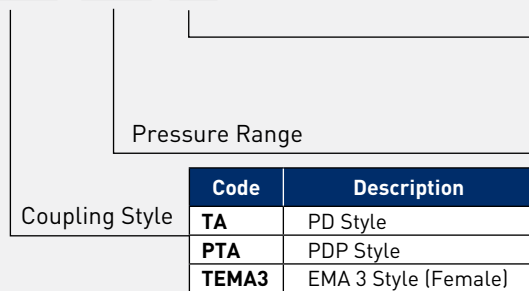 Pressure Range
Code Description
Coupling Style TA PD Style
PTA PDP Style
TEMA3 EMA 3 Style (Female)